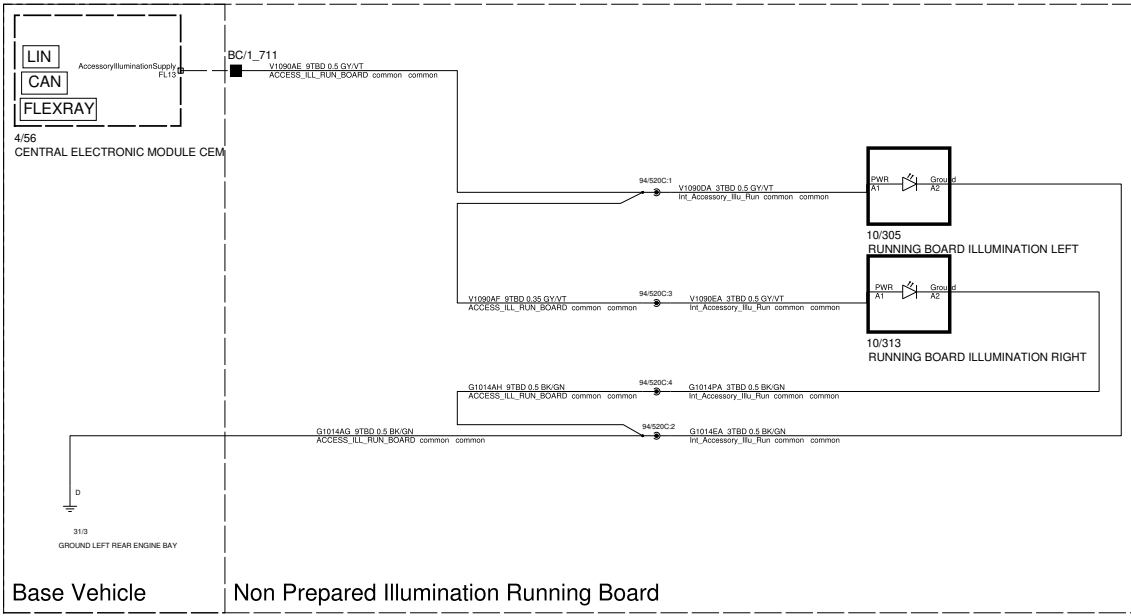 LIN
CAN
FLEXRAY
AccessoryIlluminationSupply
FL13
4/56
CENTRAL ELECTRONIC MODULE CEM
BC/1_711
V1090AE 9TBD 0.5 GY/VT
ACCESS_ILL_RUN_BOARD common common
94/520C:1
V1090DA 3TBD 0.5 GY/VT
Int_Accessory_Illu_Run common common
PWR
A1
Ground
A2
10/305
RUNNING BOARD ILLUMINATION LEFT
V1090AF 9TBD 0.35 GY/VT
ACCESS_ILL_RUN_BOARD common common
94/520C:3
V1090EA 3TBD 0.5 GY/VT
Int_Accessory_Illu_Run common common
PWR
A1
Ground
A2
10/313
RUNNING BOARD ILLUMINATION RIGHT
G1014AH 9TBD 0.5 BK/GN
ACCESS_ILL_RUN_BOARD common common
94/520C:4
G1014PA 3TBD 0.5 BK/GN
Int_Accessory_Illu_Run common common
G1014AG 9TBD 0.5 BK/GN
ACCESS_ILL_RUN_BOARD common common
94/520C:2
G1014EA 3TBD 0.5 BK/GN
Int_Accessory_Illu_Run common common
D
31/3
GROUND LEFT REAR ENGINE BAY
Base Vehicle
Non Prepared Illumination Running Board